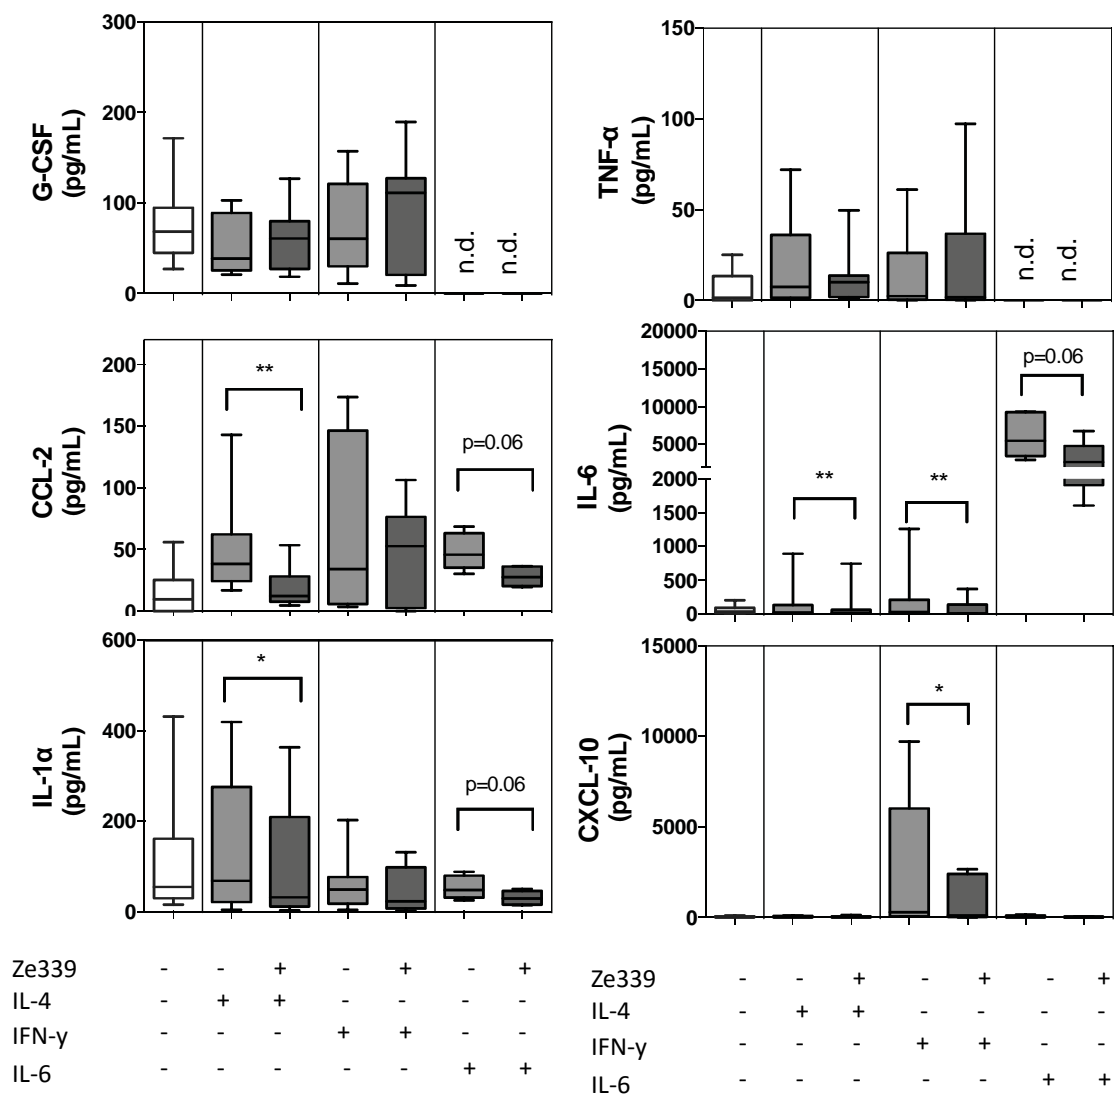 G-CSF
(pg/mL)
300
200
100
0
n.d.
n.d.
TNF-α
(pg/mL)
150
100
50
0
n.d.
n.d.
CCL-2
(pg/mL)
200
150
100
50
0
**
p=0.06
IL-6
(pg/mL)
20000
15000
10000
5000
2000
1500
1000
500
0
**
**
p=0.06
IL-1α
(pg/mL)
600
400
200
0
*
p=0.06
CXCL-10
(pg/mL)
15000
10000
5000
0
*
Ze339 - - + - + - +
IL-4 - + + - - - -
IFN-y - - - + + - -
IL-6 - - - - - + +
Ze339 - - + - + - +
IL-4 - + + - - - -
IFN-y - - - + + - -
IL-6 - - - - - + +